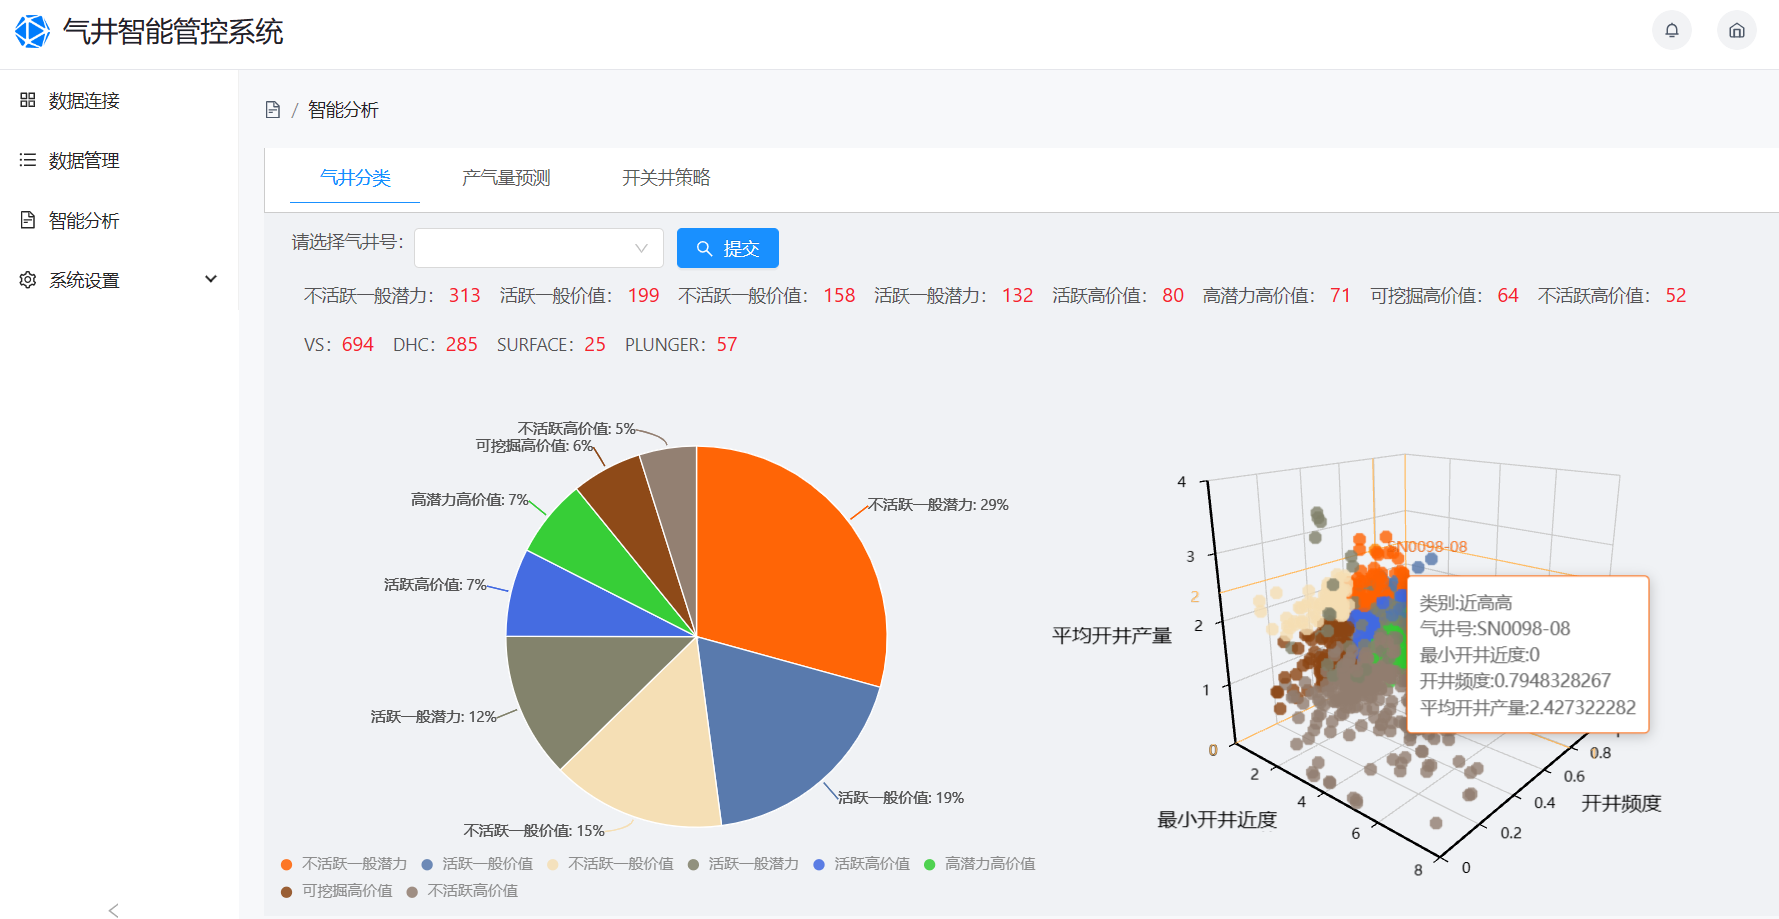 气井智能管控系统
数据连接
数据管理
智能分析
系统设置
/ 智能分析
气井分类 产气量预测 开关井策略
请选择气井号： 提交
不活跃一般潜力： 313 活跃一般价值： 199 不活跃一般价值： 158 活跃一般潜力： 132 活跃高价值： 80 高潜力高价值： 71 可挖掘高价值： 64 不活跃高价值： 52
VS： 694 DHC： 285 SURFACE： 25 PLUNGER： 57
不活跃高价值: 5%
可挖掘高价值: 6%
高潜力高价值: 7%
不活跃一般潜力: 29%
活跃高价值: 7%
活跃一般潜力: 12%
活跃一般价值: 19%
不活跃一般价值: 15%
不活跃一般潜力 活跃一般价值 不活跃一般价值 活跃一般潜力 活跃高价值 高潜力高价值
可挖掘高价值 不活跃高价值
4
3
2
2
1
0
平均开井产量
SN0098-08
类别:近高高
气井号:SN0098-08
最小开井近度:0
开井频度:0.7948328267
平均开井产量:2.427322282
2
4
6
8
最小开井近度
0
0.2
0.4
0.6
0.8
开井频度